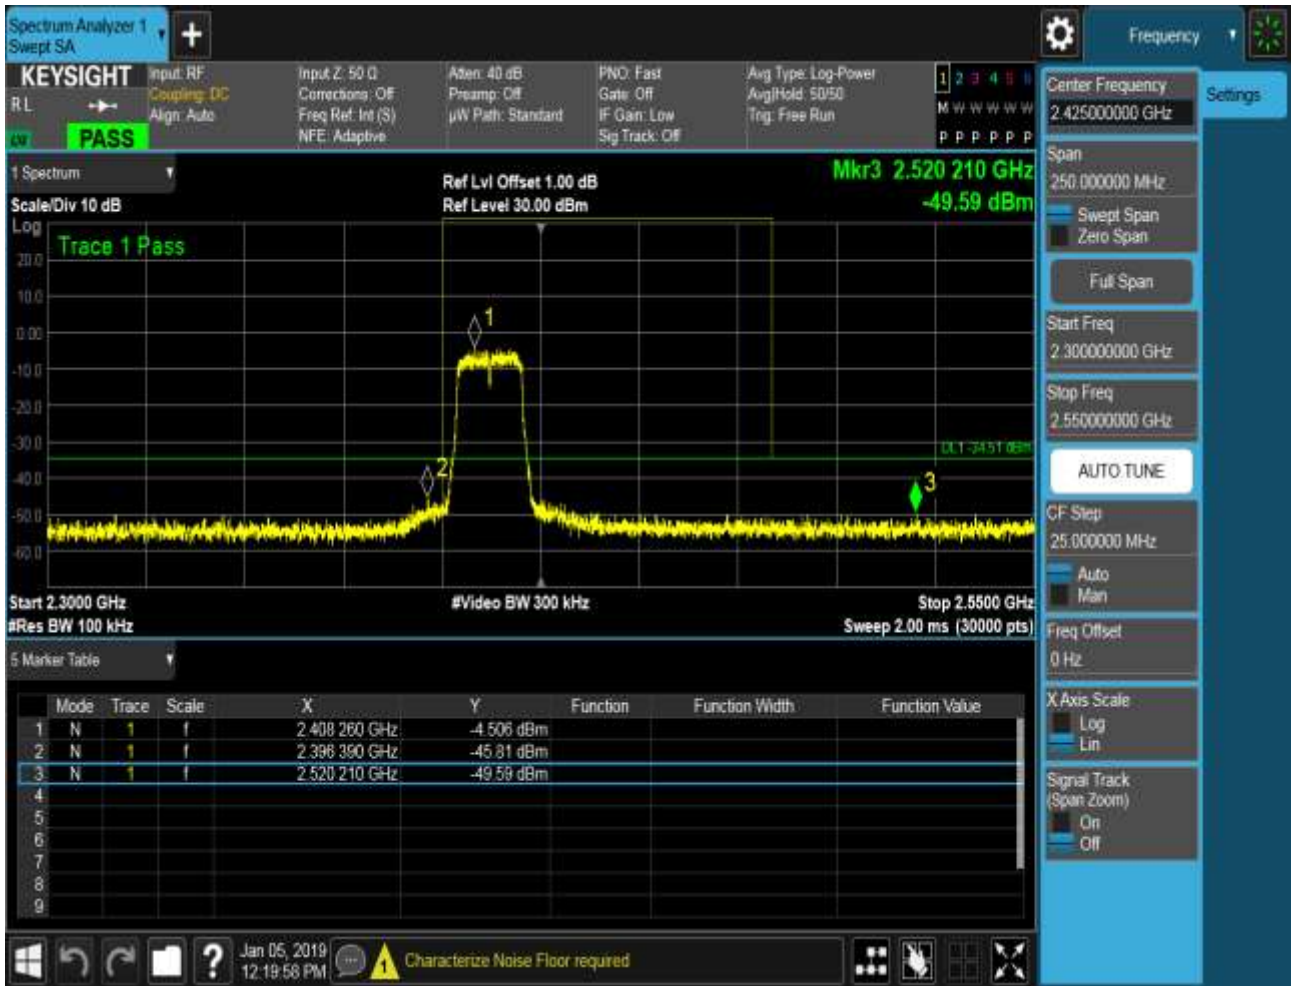 Spectrum Analyzer 1
Swept SA
Frequency
KEYSIGHT
Input: RF
Coupling: DC
Align: Auto
Input Z: 50 Ω
Corrections: Off
Freq Ref: Int (S)
NFE: Adaptive
Atten: 40 dB
Preamp: Off
µW Path: Standard
PNO: Fast
Gate: Off
IF Gain: Low
Sig Track: Off
Avg Type: Log-Power
Avg|Hold: 50/50
Trig: Free Run
1 2 3 4 5 6
M W W W W W
P P P P P P
R L
PASS
Center Frequency
2.425000000 GHz
Settings
Span
250.000000 MHz
Swept Span
Zero Span
Full Span
Start Freq
2.300000000 GHz
Stop Freq
2.550000000 GHz
AUTO TUNE
CF Step
25.000000 MHz
Auto
Man
Freq Offset
0 Hz
X Axis Scale
Log
Lin
Signal Track
(Span Zoom)
On
Off
1 Spectrum
Scale/Div 10 dB
Ref Lvl Offset 1.00 dB
Ref Level 30.00 dBm
Mkr3 2.520 210 GHz
-49.59 dBm
Log
Trace 1 Pass
20.0
10.0
0.00
-10.0
-20.0
-30.0
-40.0
-50.0
-60.0
1
2
3
DL1 -34.51 dBm
Start 2.3000 GHz
#Video BW 300 kHz
Stop 2.5500 GHz
#Res BW 100 kHz
Sweep 2.00 ms (30000 pts)
5 Marker Table
Mode Trace Scale X Y Function Function Width Function Value
1 N 1 f 2.408 260 GHz -4.506 dBm
2 N 1 f 2.396 390 GHz -45.81 dBm
3 N 1 f 2.520 210 GHz -49.59 dBm
4
5
6
7
8
9
Jan 05, 2019
12:19:58 PM
1
Characterize Noise Floor required